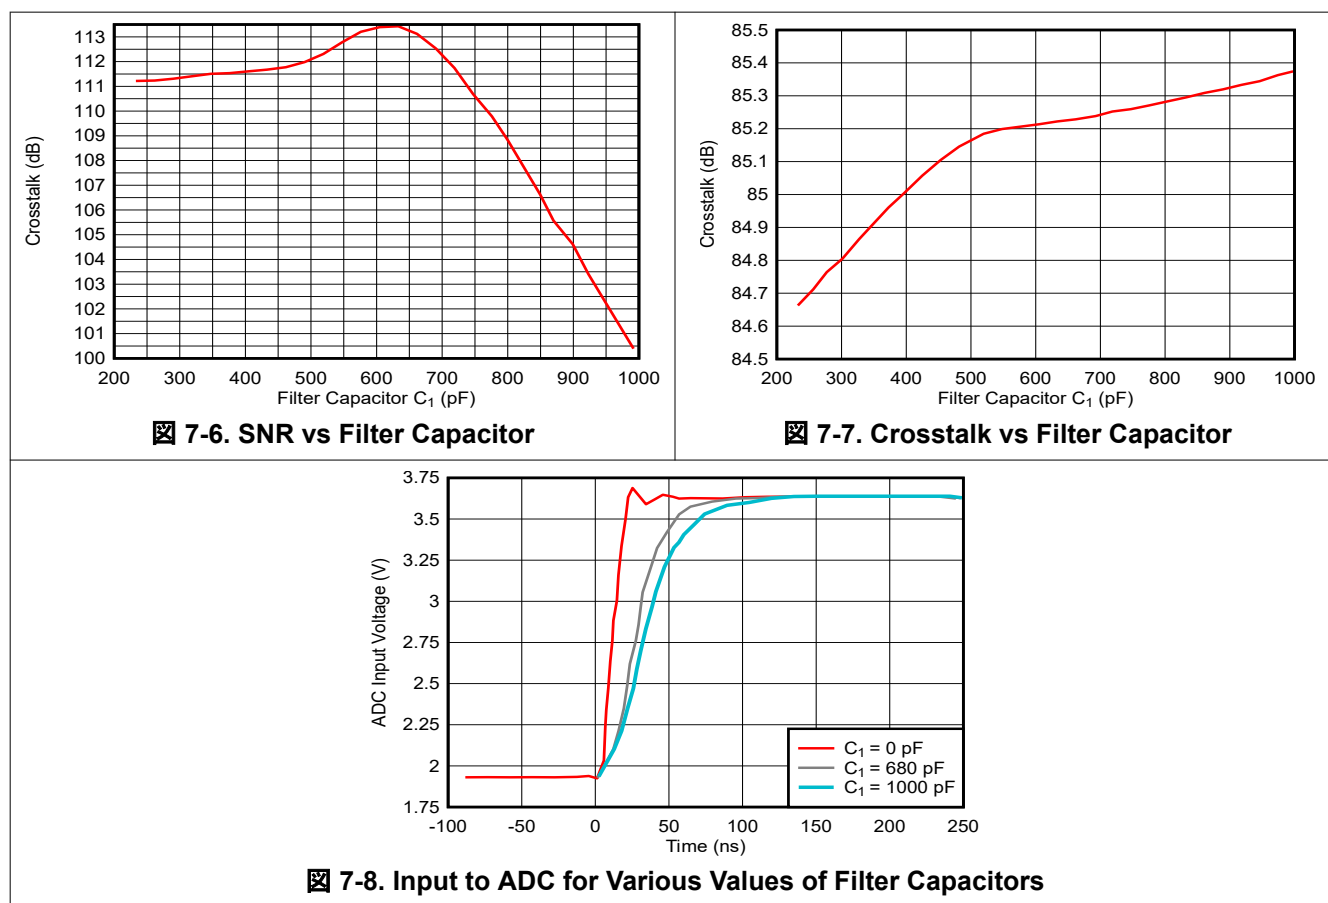 113
112
111
110
109
108
107
106
105
104
103
102
101
100
Crosstalk (dB)
200 300 400 500 600 700 800 900 1000
Filter Capacitor C1 (pF)
図 7-6. SNR vs Filter Capacitor
85.5
85.4
85.3
85.2
85.1
85
84.9
84.8
84.7
84.6
84.5
Crosstalk (dB)
200 300 400 500 600 700 800 900 1000
Filter Capacitor C1 (pF)
図 7-7. Crosstalk vs Filter Capacitor
3.75
3.5
3.25
3
2.75
2.5
2.25
2
1.75
ADC Input Voltage (V)
C1 = 0 pF
C1 = 680 pF
C1 = 1000 pF
-100 -50 0 50 100 150 200 250
Time (ns)
図 7-8. Input to ADC for Various Values of Filter Capacitors